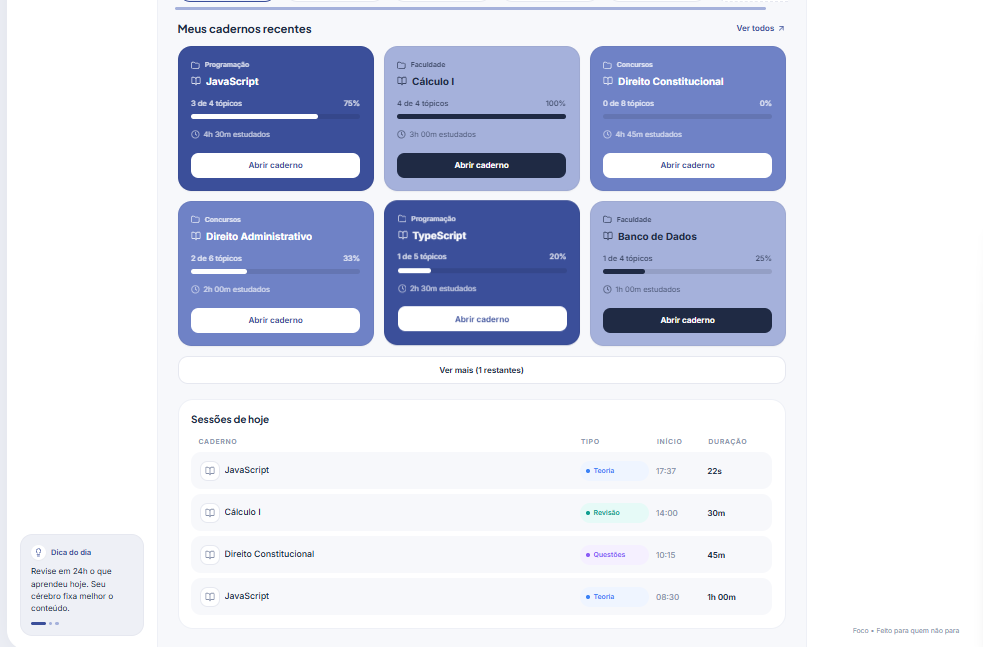 Meus cadernos recentes
Ver todos
Programação
JavaScript
3 de 4 tópicos 75%
4h 30m estudados
Abrir caderno
Faculdade
Cálculo I
4 de 4 tópicos 100%
3h 00m estudados
Abrir caderno
Concursos
Direito Constitucional
0 de 8 tópicos 0%
4h 45m estudados
Abrir caderno
Concursos
Direito Administrativo
2 de 6 tópicos 33%
2h 00m estudados
Abrir caderno
Programação
TypeScript
1 de 5 tópicos 20%
2h 30m estudados
Abrir caderno
Faculdade
Banco de Dados
1 de 4 tópicos 25%
1h 00m estudados
Abrir caderno
Ver mais (1 restantes)
Sessões de hoje
CADERNO TIPO INÍCIO DURAÇÃO
JavaScript Teoria 17:37 22s
Cálculo I Revisão 14:00 30m
Direito Constitucional Questões 10:15 45m
JavaScript Teoria 08:30 1h 00m
Dica do dia
Revise em 24h o que
aprendeu hoje. Seu
cérebro fixa melhor o
conteúdo.
Foco • Feito para quem não para